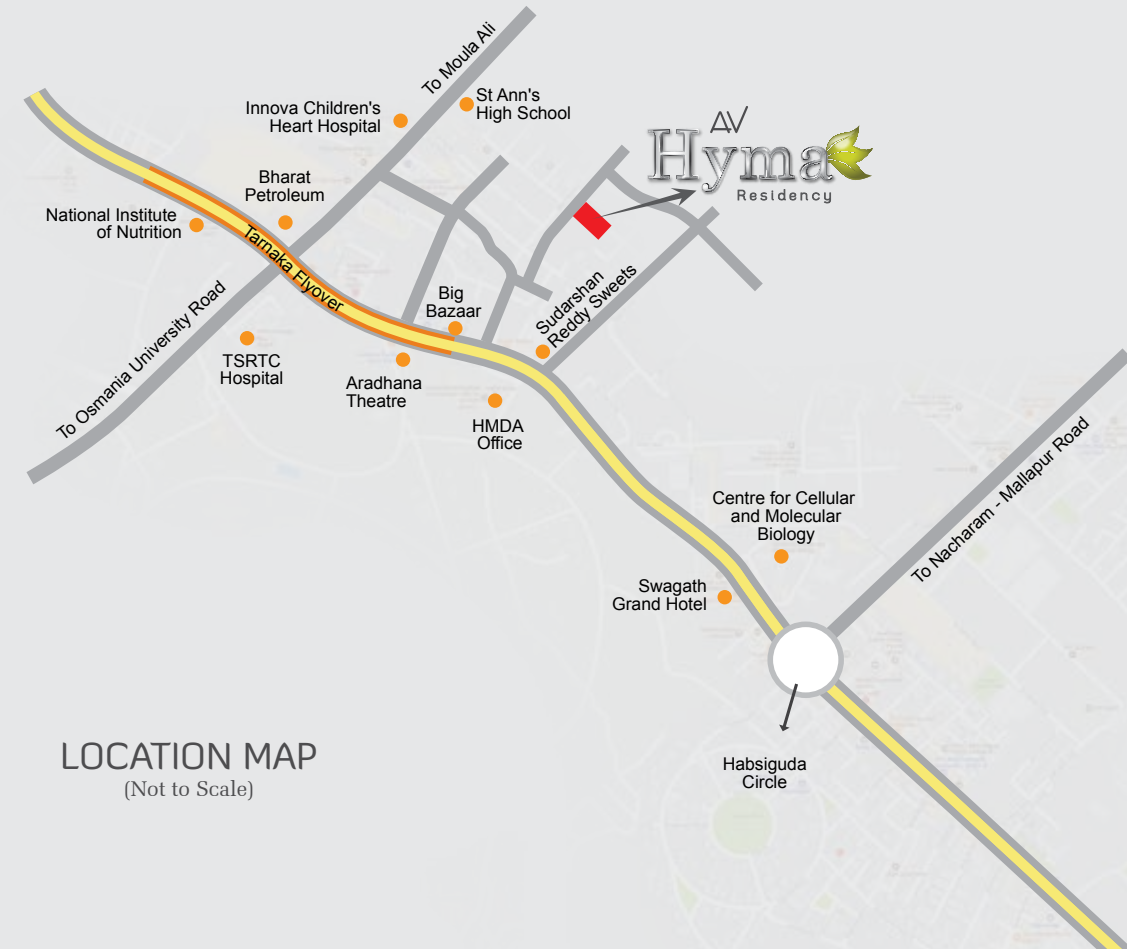 To Moula Ali
St Ann's
High School
Innova Children's
Heart Hospital
AV
Hyma
Residency
Bharat
Petroleum
National Institute
of Nutrition
Tarnaka Flyover
To Osmania University Road
Big
Bazaar
Sudarshan
Reddy Sweets
TSRTC
Hospital
Aradhana
Theatre
HMDA
Office
Centre for Cellular
and Molecular
Biology
To Nacharam - Mallapur Road
Swagath
Grand Hotel
Habsiguda
Circle
LOCATION MAP
(Not to Scale)